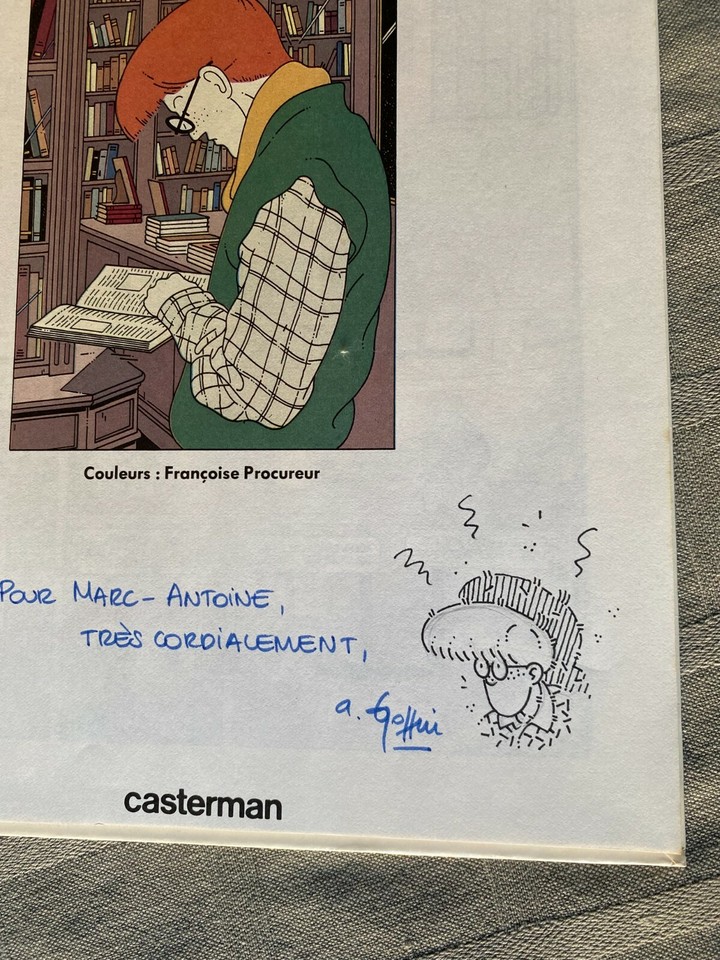 Couleurs : Françoise Procureur
POUR MARC-ANTOINE,
TRÈS CORDIALEMENT,
a. Goffin
casterman